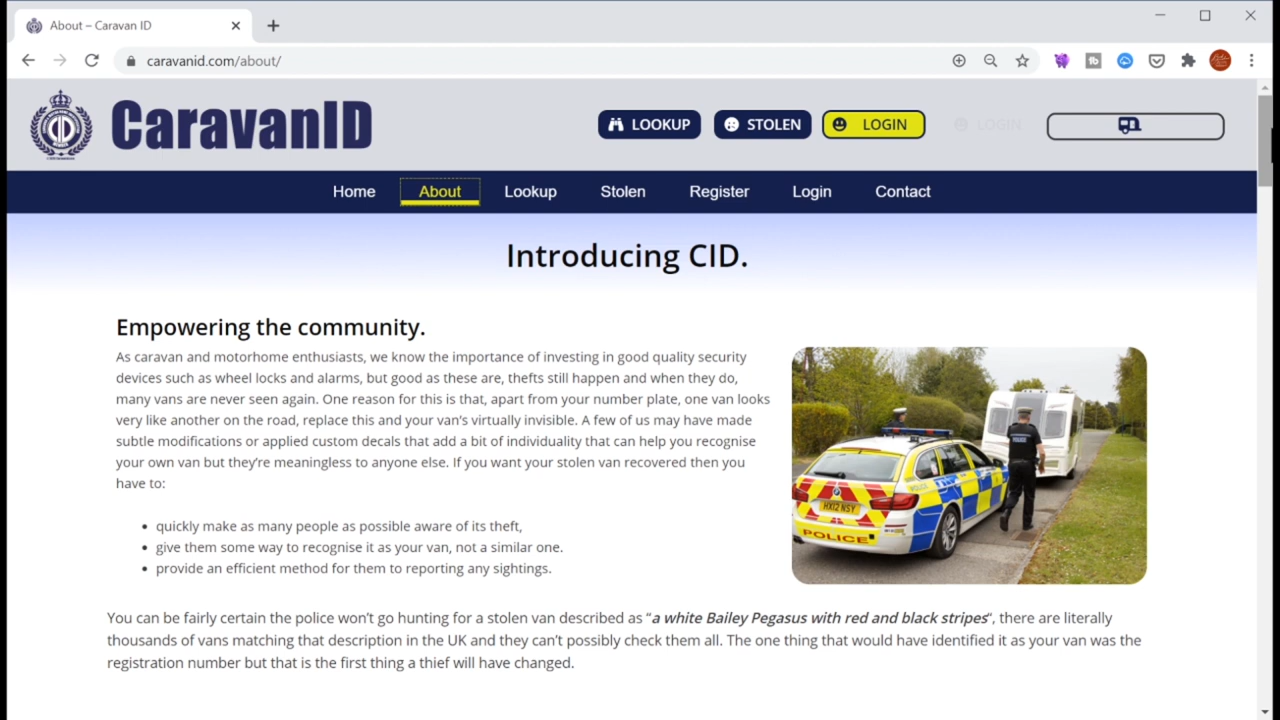 About – Caravan ID
caravanid.com/about/
CID
CaravanID
LOOKUP
STOLEN
LOGIN
LOGIN
Home About Lookup Stolen Register Login Contact
Introducing CID.
Empowering the community.
As caravan and motorhome enthusiasts, we know the importance of investing in good quality security
devices such as wheel locks and alarms, but good as these are, thefts still happen and when they do,
many vans are never seen again. One reason for this is that, apart from your number plate, one van looks
very like another on the road, replace this and your van’s virtually invisible. A few of us may have made
subtle modifications or applied custom decals that add a bit of individuality that can help you recognise
your own van but they’re meaningless to anyone else. If you want your stolen van recovered then you
have to:
• quickly make as many people as possible aware of its theft,
• give them some way to recognise it as your van, not a similar one.
• provide an efficient method for them to reporting any sightings.
POLICE
POLICE
HX12 NSY
POLICE
You can be fairly certain the police won’t go hunting for a stolen van described as “a white Bailey Pegasus with red and black stripes“, there are literally
thousands of vans matching that description in the UK and they can’t possibly check them all. The one thing that would have identified it as your van was the
registration number but that is the first thing a thief will have changed.